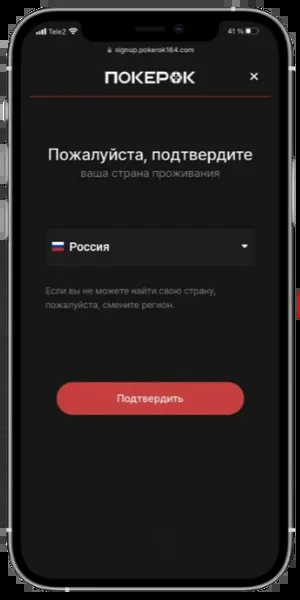 Tele2 41 %
signup.pokerok164.com
ПОКЕРОК ×
Пожалуйста, подтвердите
ваша страна проживания
Россия
Если вы не можете найти свою страну,
пожалуйста, смените регион.
Подтвердить